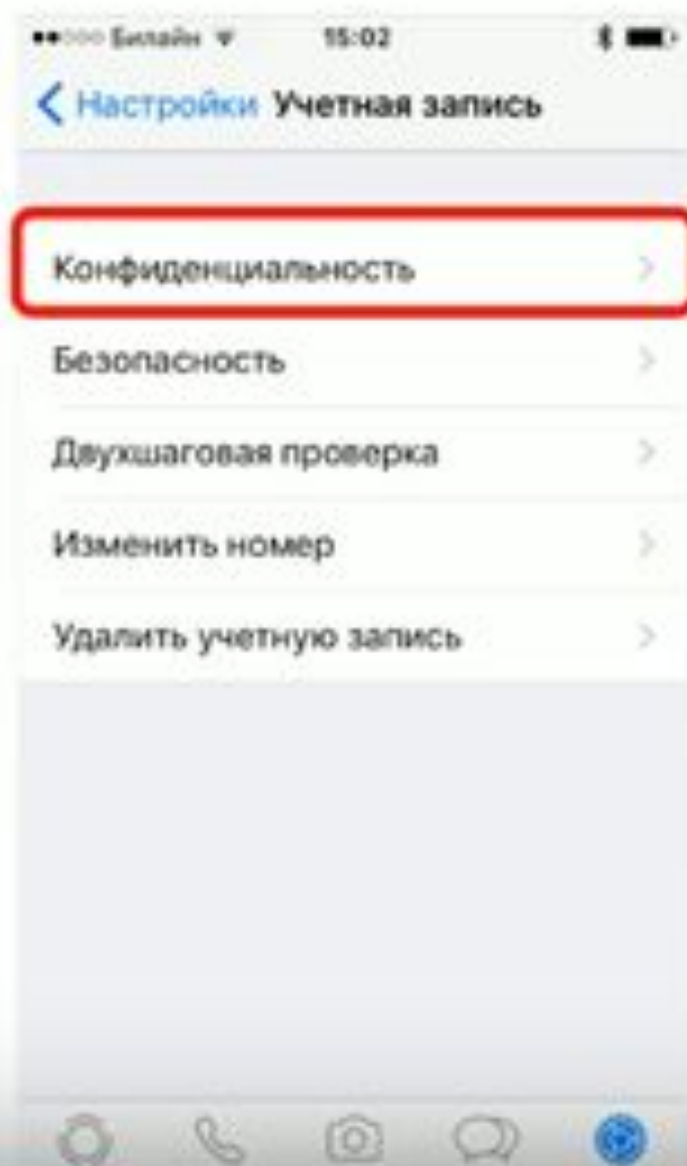 Билайн 15:02
Настройки Учетная запись
Конфиденциальность
Безопасность
Двухшаговая проверка
Изменить номер
Удалить учетную запись